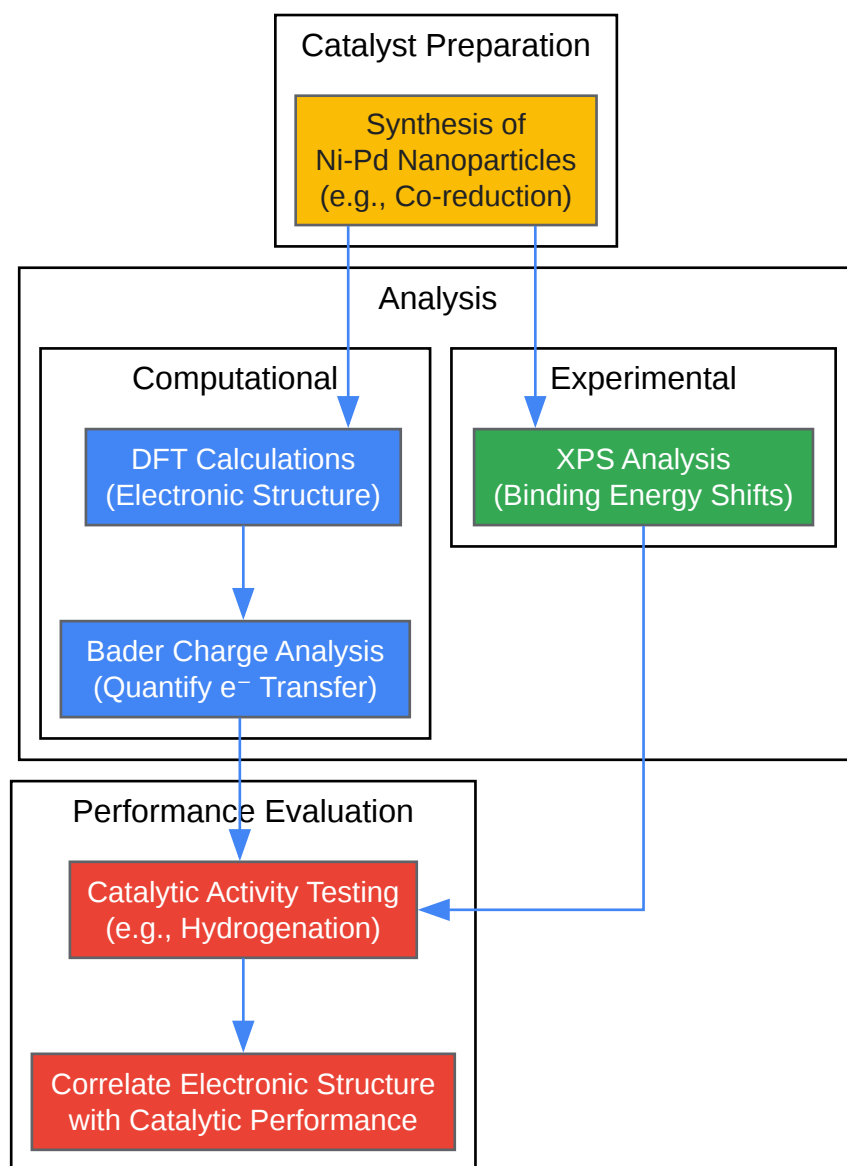 Catalyst Preparation
Synthesis of
Ni-Pd Nanoparticles
(e.g., Co-reduction)
Analysis
Computational
DFT Calculations
(Electronic Structure)
Bader Charge Analysis
(Quantify e⁻ Transfer)
Experimental
XPS Analysis
(Binding Energy Shifts)
Performance Evaluation
Catalytic Activity Testing
(e.g., Hydrogenation)
Correlate Electronic Structure
with Catalytic Performance